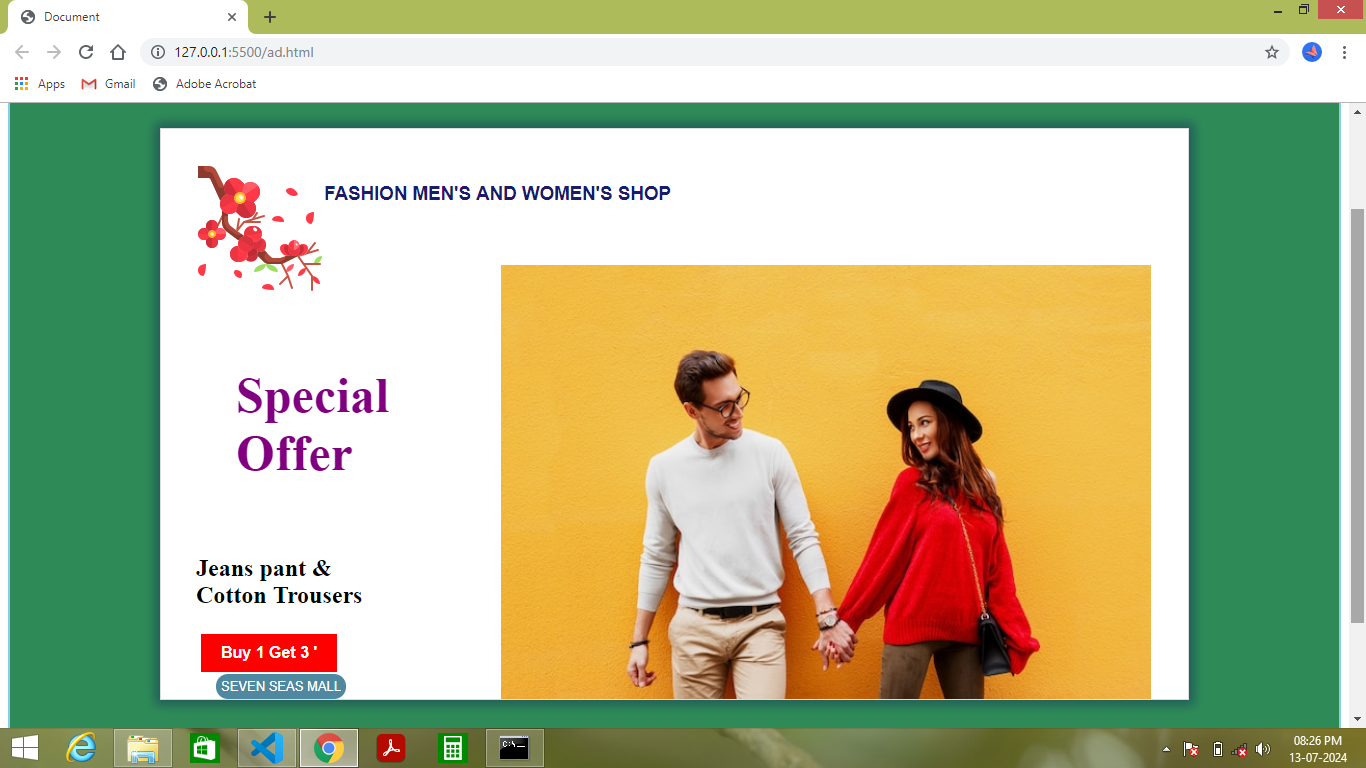 Document
127.0.0.1:5500/ad.html
Apps
Gmail
Adobe Acrobat
FASHION MEN'S AND WOMEN'S SHOP
Special
Offer
Jeans pant &
Cotton Trousers
Buy 1 Get 3 '
SEVEN SEAS MALL
C:\_
08:26 PM
13-07-2024